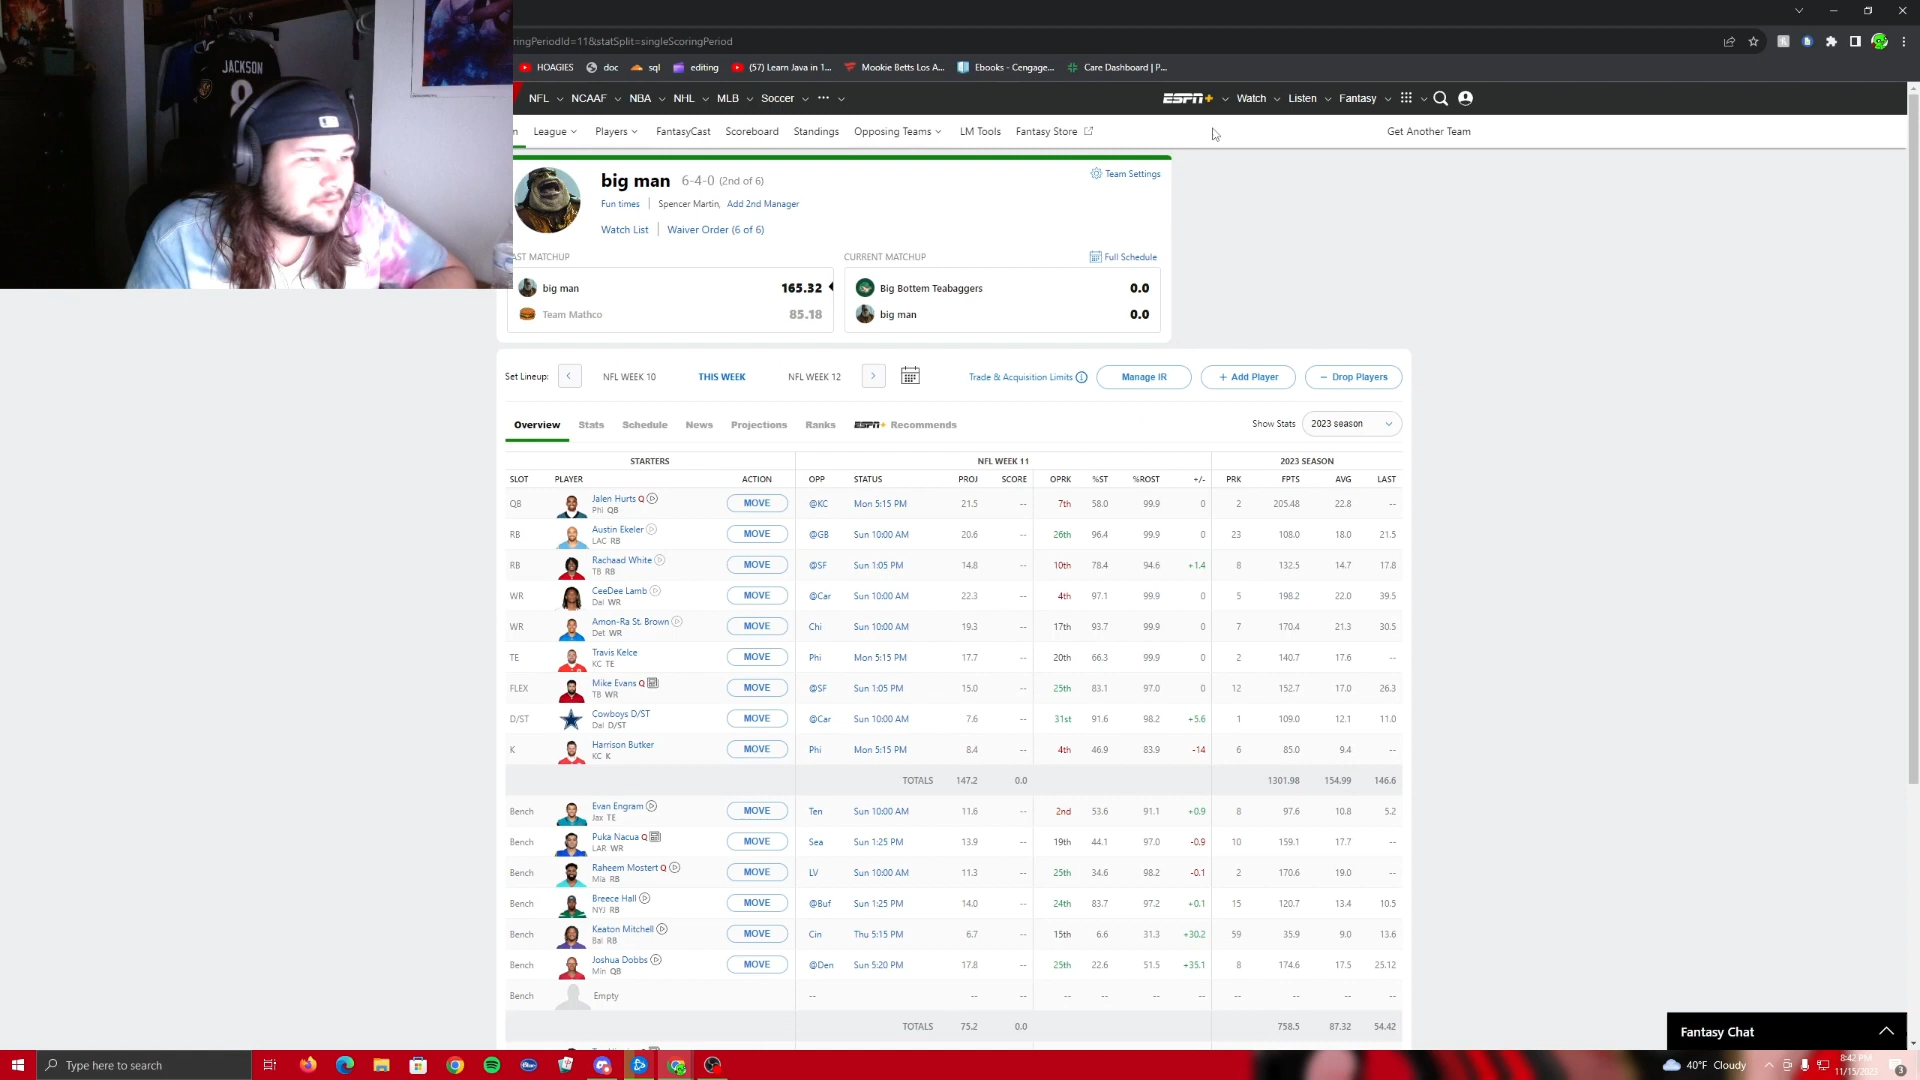 JACKSON
8
ringPeriodId=11&statSplit=singleScoringPeriod
HOAGIES doc sql editing (57) Learn Java in 1... Mookie Betts Los A... Ebooks - Cengage... Care Dashboard | P...
NFL NCAAF NBA NHL MLB Soccer ••• ESPN+ Watch Listen Fantasy
League Players FantasyCast Scoreboard Standings Opposing Teams LM Tools Fantasy Store Get Another Team
big man 6-4-0 (2nd of 6) Team Settings
Fun times Spencer Martin, Add 2nd Manager
Watch List Waiver Order (6 of 6)
AST MATCHUP CURRENT MATCHUP Full Schedule
big man 165.32 Big Bottem Teabaggers 0.0
Team Mathco 85.18 big man 0.0
Set Lineup: < NFL WEEK 10 THIS WEEK NFL WEEK 12 > Trade & Acquisition Limits Manage IR + Add Player − Drop Players
Overview Stats Schedule News Projections Ranks ESPN+ Recommends Show Stats 2023 season
STARTERS NFL WEEK 11 2023 SEASON
SLOT PLAYER ACTION OPP STATUS PROJ SCORE OPRK %ST %ROST +/- PRK FPTS AVG LAST
QB Jalen Hurts Q Phi QB MOVE @KC Mon 5:15 PM 21.5 -- 7th 58.0 99.9 0 2 205.48 22.8 --
RB Austin Ekeler LAC RB MOVE @GB Sun 10:00 AM 20.6 -- 26th 96.4 99.9 0 23 108.0 18.0 21.5
RB Rachaad White TB RB MOVE @SF Sun 1:05 PM 14.8 -- 10th 78.4 94.6 +1.4 8 132.5 14.7 17.8
WR CeeDee Lamb Dal WR MOVE @Car Sun 10:00 AM 22.3 -- 4th 97.1 99.9 0 5 198.2 22.0 39.5
WR Amon-Ra St. Brown Det WR MOVE Chi Sun 10:00 AM 19.3 -- 17th 93.7 99.9 0 7 170.4 21.3 30.5
TE Travis Kelce KC TE MOVE Phi Mon 5:15 PM 17.7 -- 20th 66.3 99.9 0 2 140.7 17.6 --
FLEX Mike Evans Q TB WR MOVE @SF Sun 1:05 PM 15.0 -- 25th 83.1 97.0 0 12 152.7 17.0 26.3
D/ST Cowboys D/ST Dal D/ST MOVE @Car Sun 10:00 AM 7.6 -- 31st 91.6 98.2 +5.6 1 109.0 12.1 11.0
K Harrison Butker KC K MOVE Phi Mon 5:15 PM 8.4 -- 4th 46.9 83.9 -14 6 85.0 9.4 --
TOTALS 147.2 0.0 1301.98 154.99 146.6
Bench Evan Engram Jax TE MOVE Ten Sun 10:00 AM 11.6 -- 2nd 53.6 91.1 +0.9 8 97.6 10.8 5.2
Bench Puka Nacua Q LAR WR MOVE Sea Sun 1:25 PM 13.9 -- 19th 44.1 97.0 -0.9 10 159.1 17.7 --
Bench Raheem Mostert Q Mia RB MOVE LV Sun 10:00 AM 11.3 -- 25th 34.6 98.2 -0.1 2 170.6 19.0 --
Bench Breece Hall NYJ RB MOVE @Buf Sun 1:25 PM 14.0 -- 24th 83.7 97.2 +0.1 15 120.7 13.4 10.5
Bench Keaton Mitchell Bal RB MOVE Cin Thu 5:15 PM 6.7 -- 15th 6.6 31.3 +30.2 59 35.9 9.0 13.6
Bench Joshua Dobbs Min QB MOVE @Den Sun 5:20 PM 17.8 -- 25th 22.6 51.5 +35.1 8 174.6 17.5 25.12
Bench Empty -- -- -- -- -- -- -- -- -- --
TOTALS 75.2 0.0 758.5 87.32 54.42
Fantasy Chat
Type here to search 40°F Cloudy 8:42 PM 11/15/2023 3